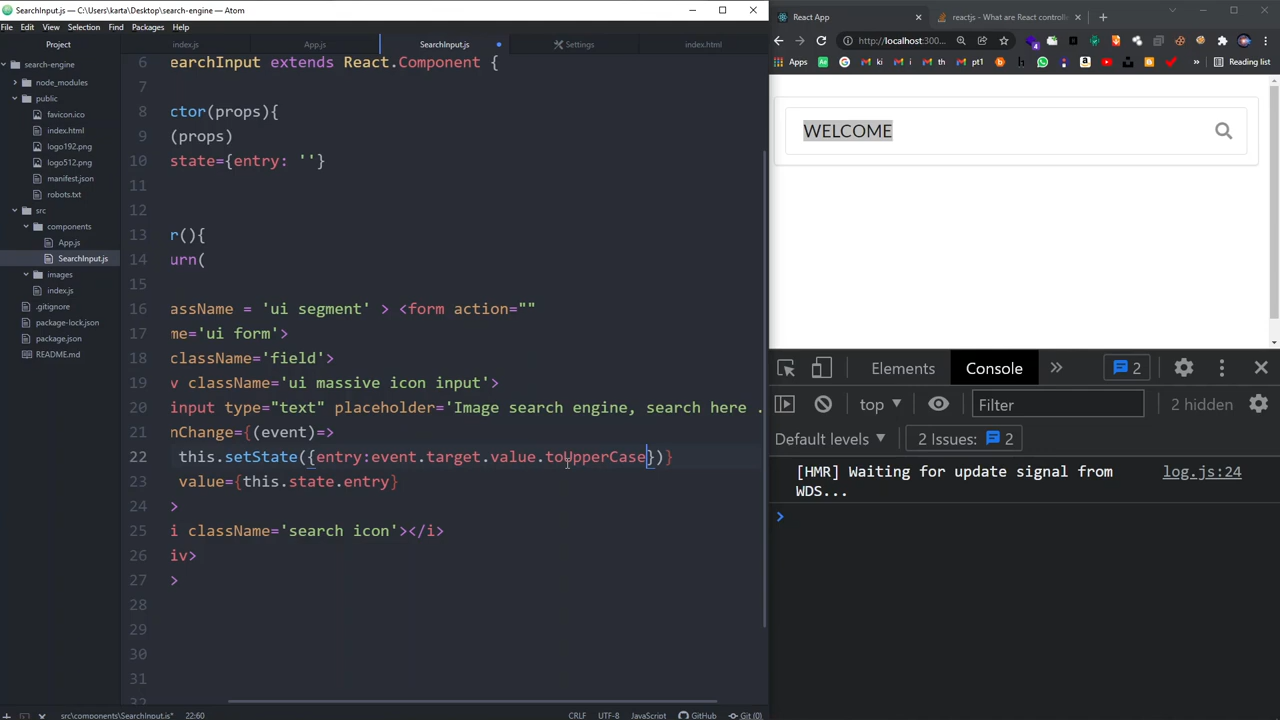 SearchInput.js — C:\Users\karta\Desktop\search-engine — Atom
File Edit View Selection Find Packages Help
Project
search-engine
node_modules
public
favicon.ico
index.html
logo192.png
logo512.png
manifest.json
robots.txt
src
components
App.js
SearchInput.js
images
index.js
.gitignore
package-lock.json
package.json
README.md
index.js App.js SearchInput.js Settings index.html
6 earchInput extends React.Component {
7
8 ctor(props){
9 (props)
10 state={entry: ''}
11
12
13 r(){
14 urn(
15
16 assName = 'ui segment' > <form action=""
17 me='ui form'>
18 className='field'>
19 v className='ui massive icon input'>
20 input type="text" placeholder='Image search engine, search here .
21 nChange={(event)=>
22 this.setState({entry:event.target.value.toUpperCase})}
23 value={this.state.entry}
24 >
25 i className='search icon'></i>
26 iv>
27 >
28
29
30
31
32
src\components\SearchInput.js* 22:60 CRLF UTF-8 JavaScript GitHub Git (0)
React App reactjs - What are React controll
http://localhost:300...
Apps ki i th pt1 Reading list
WELCOME
Elements Console 2
top Filter 2 hidden
Default levels 2 Issues: 2
[HMR] Waiting for update signal from log.js:24
WDS...